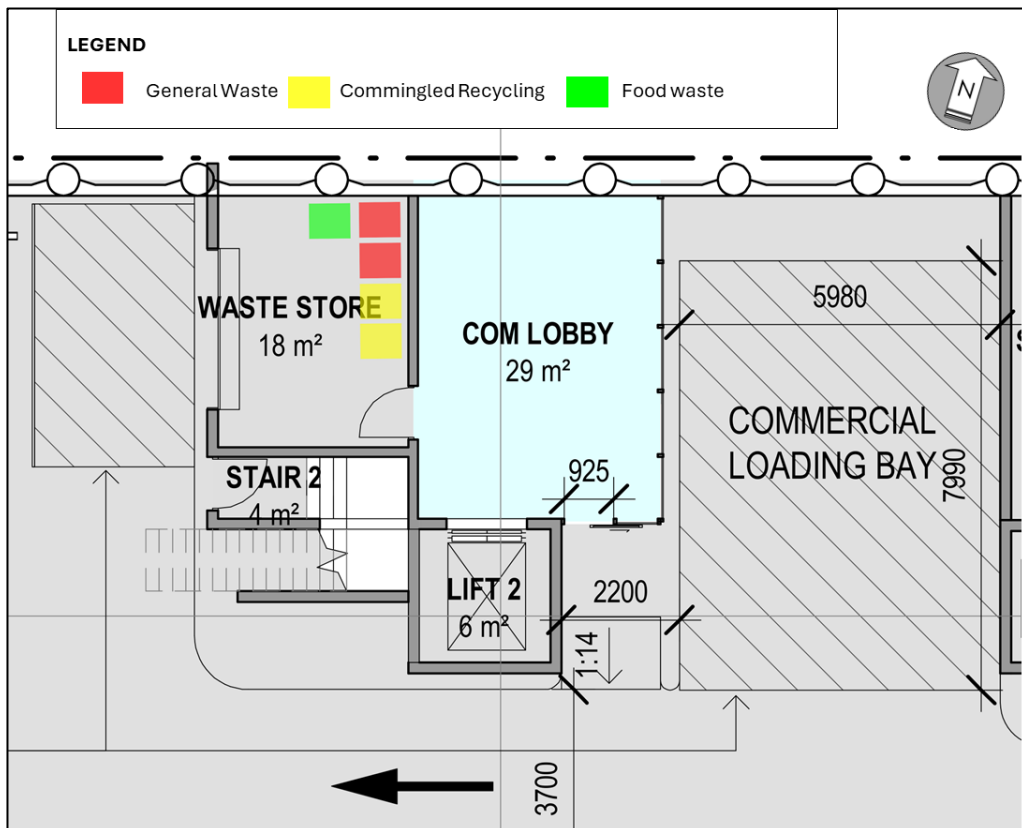 LEGEND
General Waste
Commingled Recycling
Food waste
N
WASTE STORE
18 m²
COM LOBBY
29 m²
5980
COMMERCIAL
LOADING BAY
7990
925
STAIR 2
4 m²
LIFT 2
6 m²
2200
1:14
3700